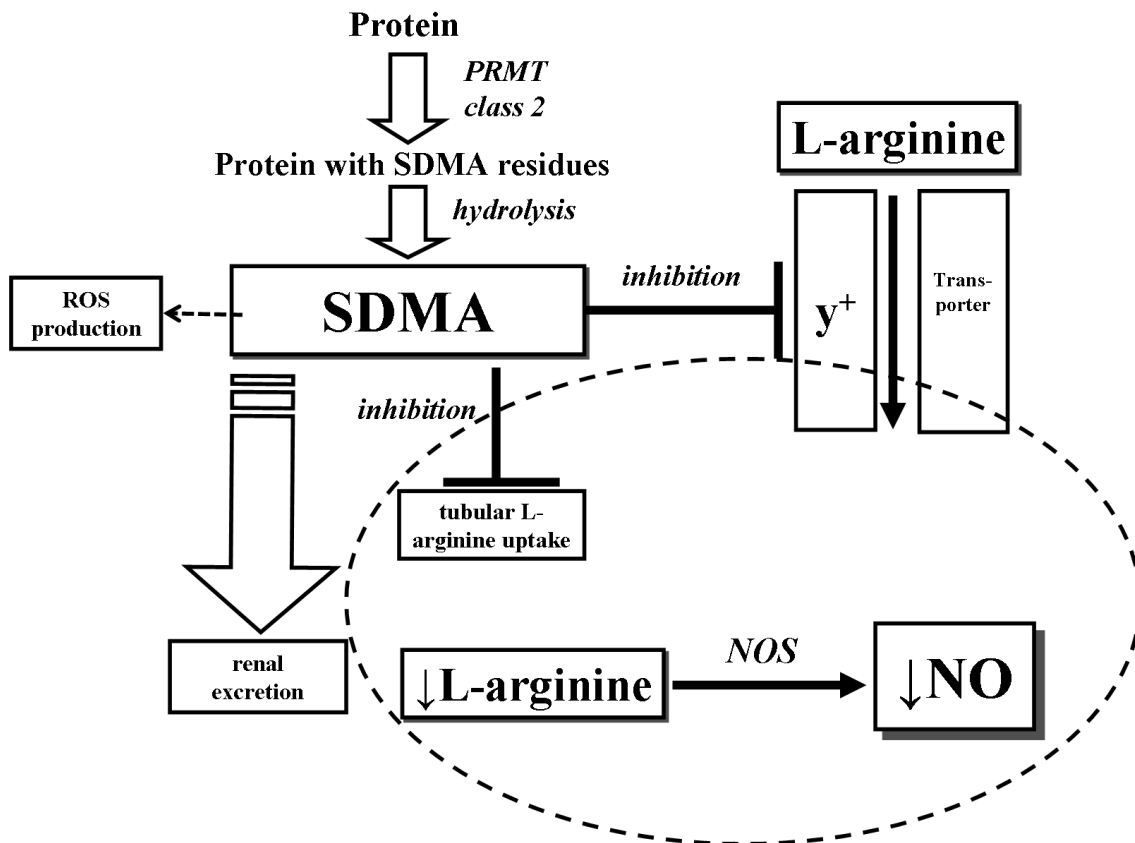 Protein
PRMT
class 2
Protein with SDMA residues
hydrolysis
L-arginine
ROS
production
SDMA
inhibition
y⁺
Trans-
porter
inhibition
tubular L-
arginine uptake
renal
excretion
↓L-arginine
NOS
↓NO